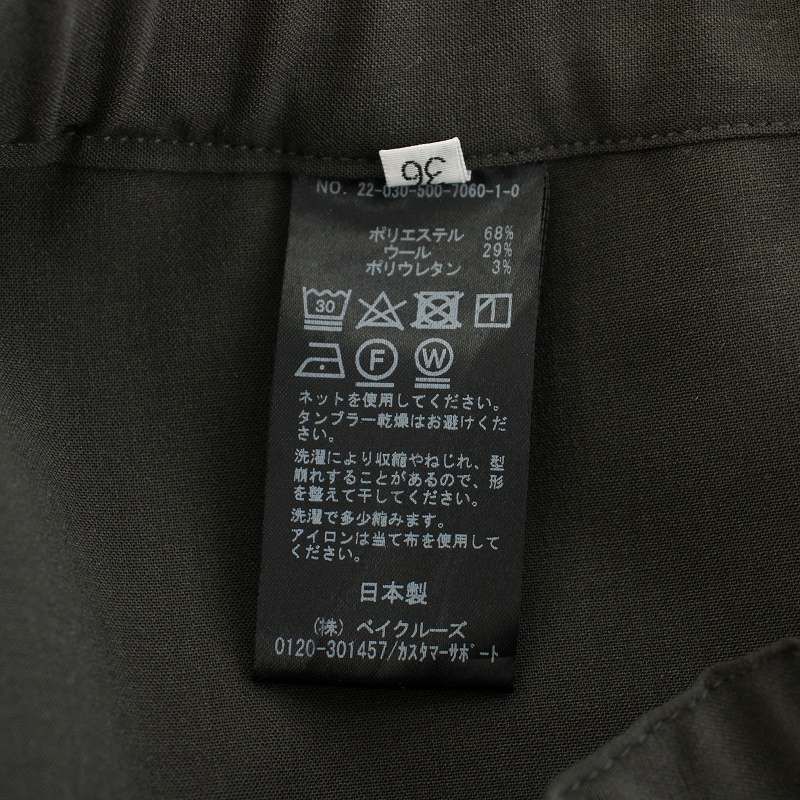 36
NO. 22-030-500-7060-1-0
ポリエステル 68%
ウール 29%
ポリウレタン 3%
30
F W
ネットを使用してください。
タンブラー乾燥はお避けくだ
さい。
洗濯により収縮やねじれ、型
崩れすることがあるので、形
を整えて干してください。
洗濯で多少縮みます。
アイロンは当て布を使用して
ください。
日本製
(株) ベイクルーズ
0120-301457/カスタマーサポート